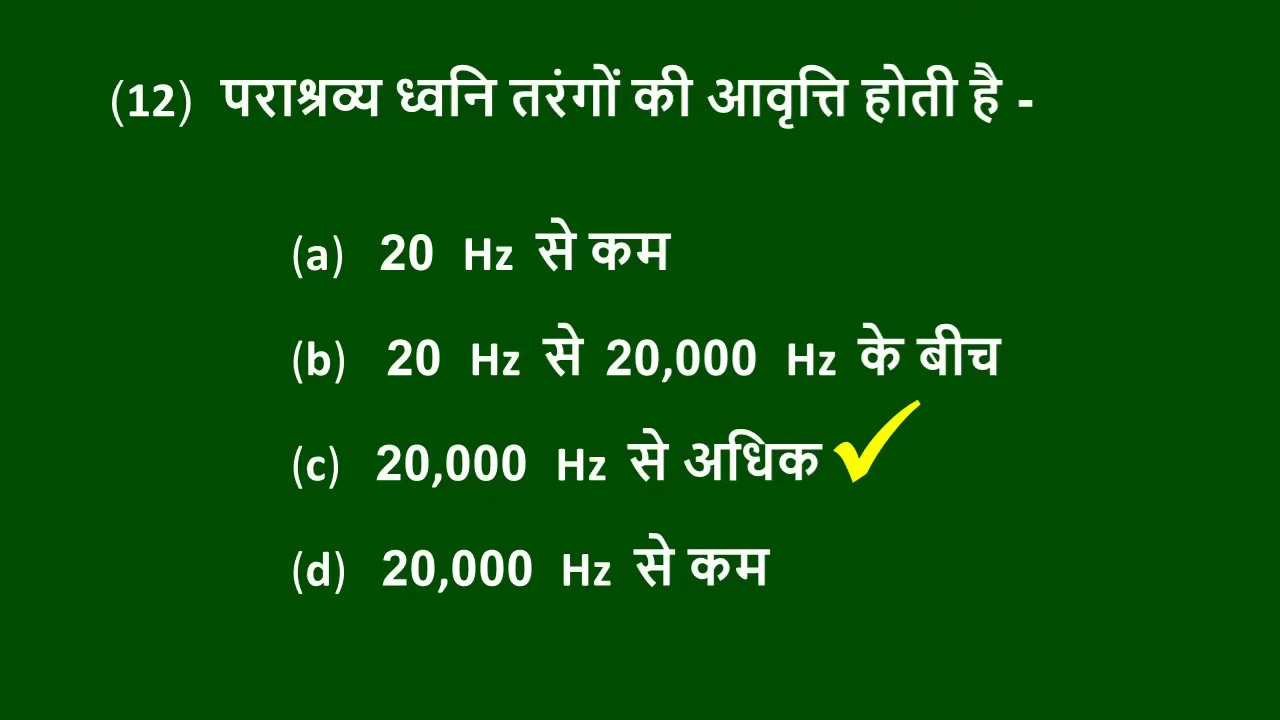 (12) पराश्रव्य ध्वनि तरंगों की आवृत्ति होती है -
(a) 20 Hz से कम
(b) 20 Hz से 20,000 Hz के बीच
(c) 20,000 Hz से अधिक
(d) 20,000 Hz से कम